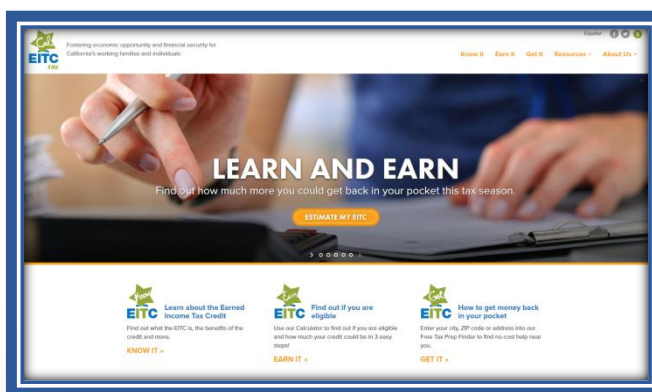 Cal
EITC
4 me
Fostering economic opportunity and financial security for
California's working families and individuals
Español
Know It Earn It Get It Resources About Us
LEARN AND EARN
Find out how much more you could get back in your pocket this tax season.
ESTIMATE MY EITC
Know
EITC
Learn about the Earned
Income Tax Credit
Find out what the EITC is, the benefits of the
credit and more.
KNOW IT »
Earn
EITC
Find out if you are
eligible
Use our Calculator to find out if you are eligible
and how much your credit could be in 3 easy
steps!
EARN IT »
Get
EITC
How to get money back
in your pocket
Enter your city, ZIP code or address into our
Free Tax Prep Finder to find no-cost help near
you.
GET IT »